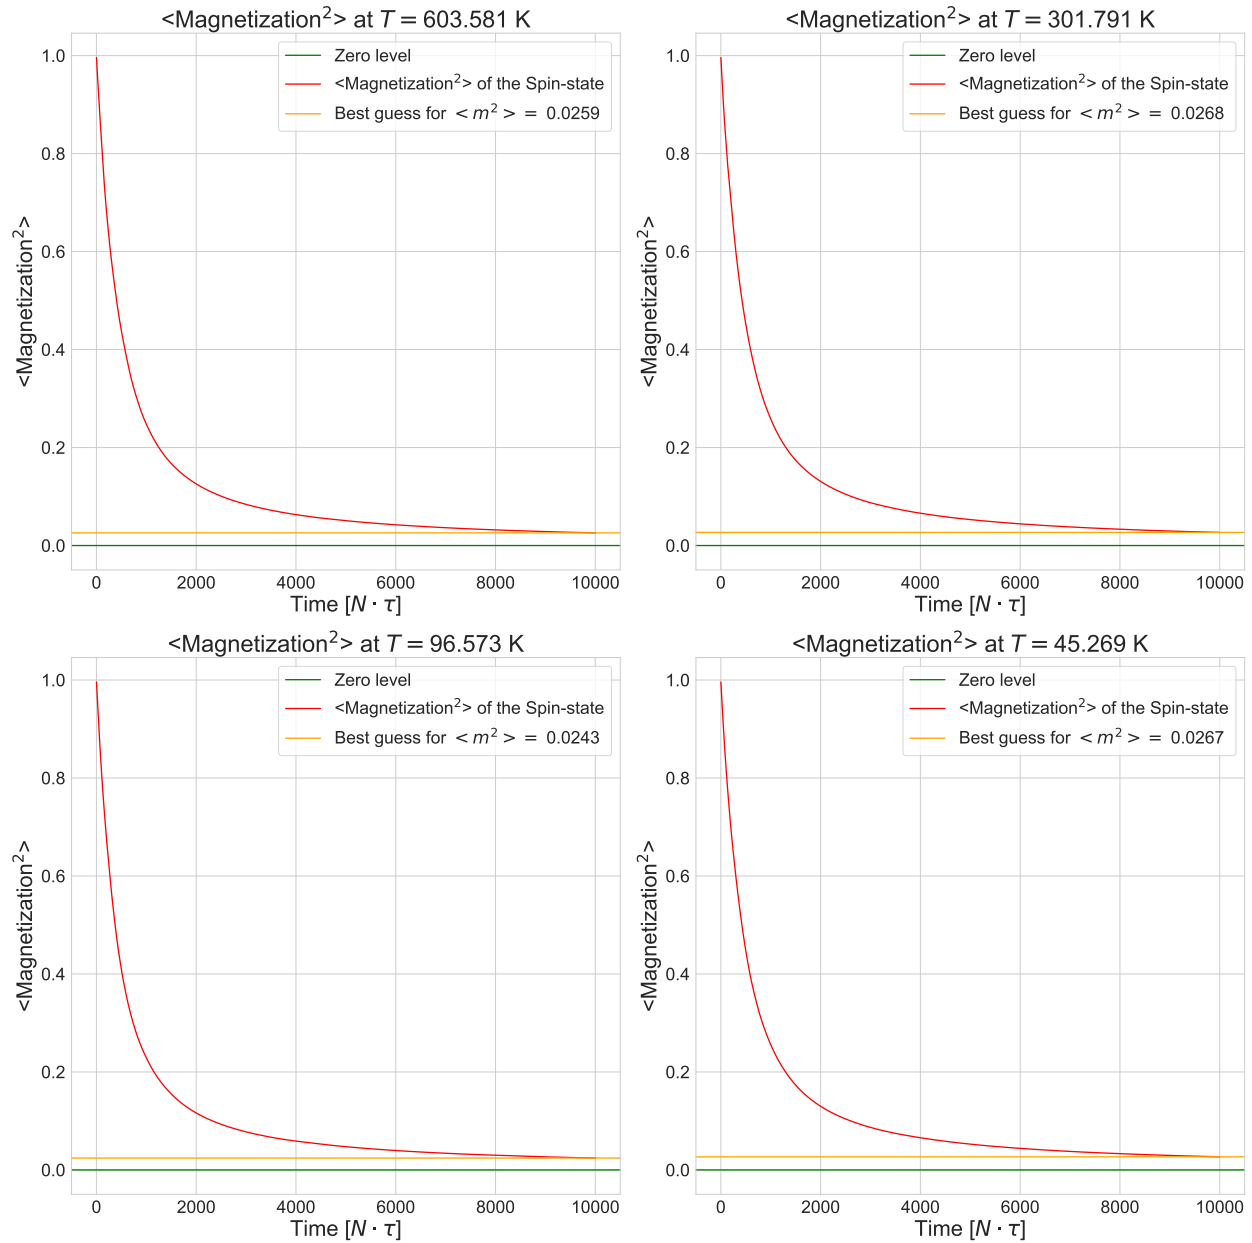 <Magnetization²> at T = 603.581 K
1.0
0.8
0.6
0.4
0.2
0.0
<Magnetization²>
Zero level
<Magnetization²> of the Spin-state
Best guess for <m²> = 0.0259
0 2000 4000 6000 8000 10000
Time [N · τ]
<Magnetization²> at T = 301.791 K
1.0
0.8
0.6
0.4
0.2
0.0
<Magnetization²>
Zero level
<Magnetization²> of the Spin-state
Best guess for <m²> = 0.0268
0 2000 4000 6000 8000 10000
Time [N · τ]
<Magnetization²> at T = 96.573 K
1.0
0.8
0.6
0.4
0.2
0.0
<Magnetization²>
Zero level
<Magnetization²> of the Spin-state
Best guess for <m²> = 0.0243
0 2000 4000 6000 8000 10000
Time [N · τ]
<Magnetization²> at T = 45.269 K
1.0
0.8
0.6
0.4
0.2
0.0
<Magnetization²>
Zero level
<Magnetization²> of the Spin-state
Best guess for <m²> = 0.0267
0 2000 4000 6000 8000 10000
Time [N · τ]